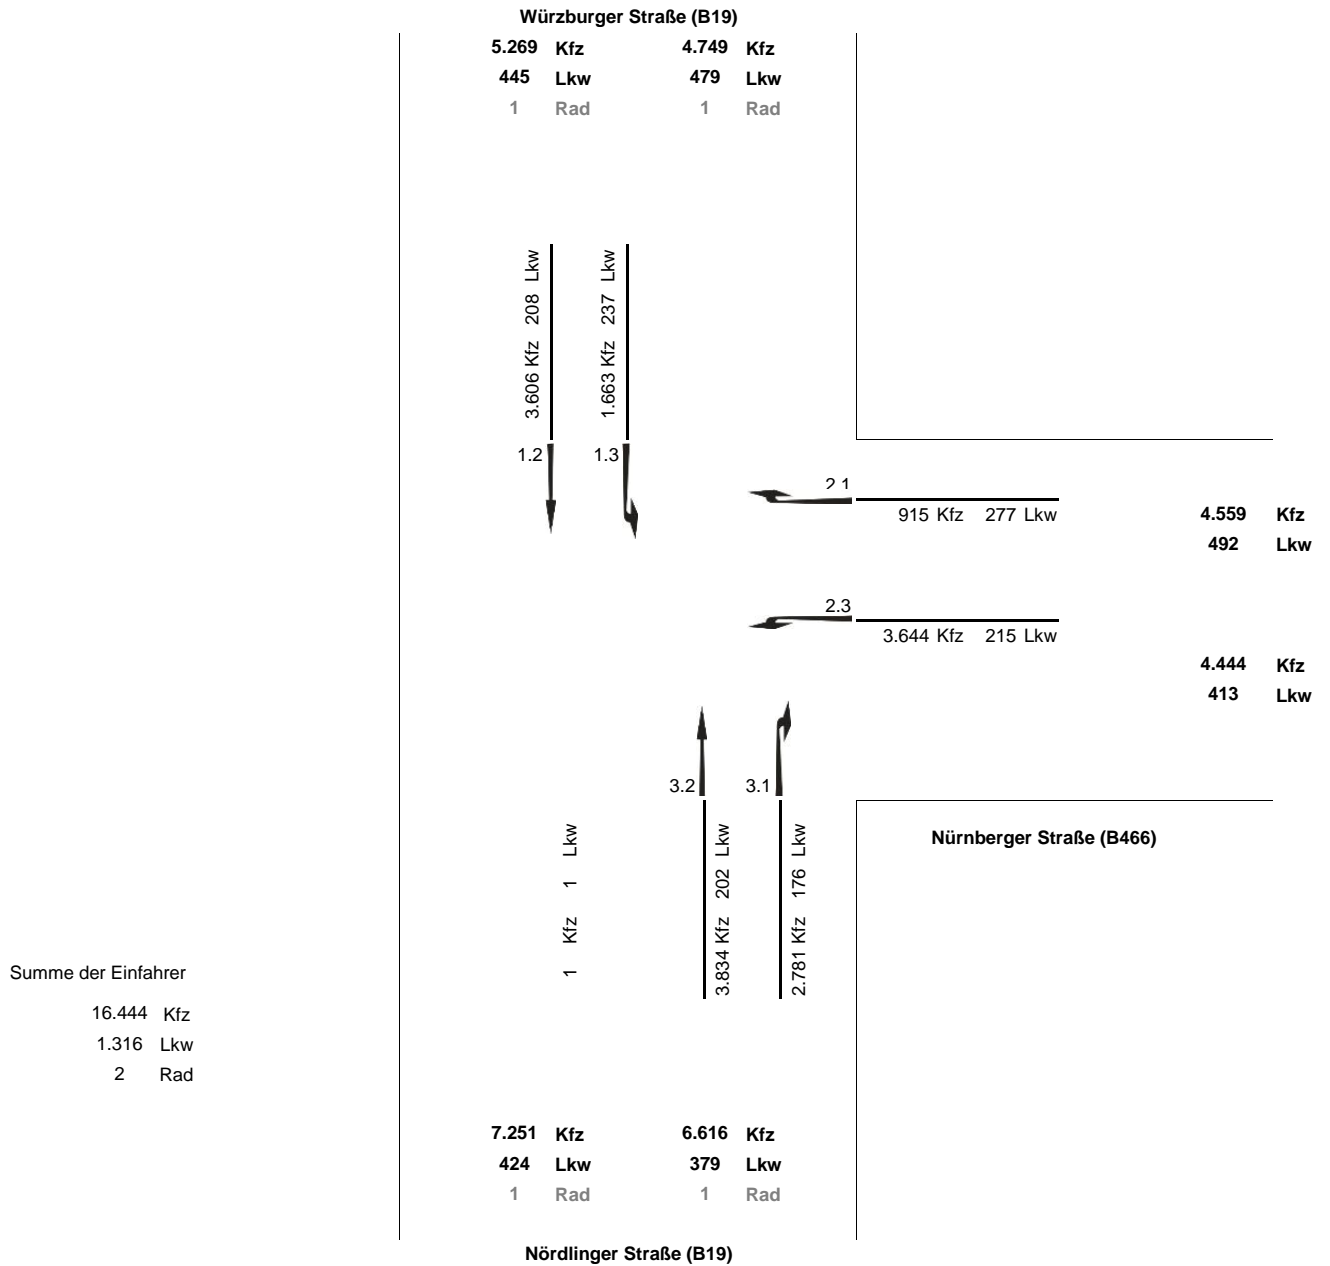 Würzburger Straße (B19)
5.269 Kfz 4.749 Kfz
445 Lkw 479 Lkw
1 Rad 1 Rad
3.606 Kfz 208 Lkw
1.663 Kfz 237 Lkw
1.2 1.3
2.1
915 Kfz 277 Lkw
4.559 Kfz
492 Lkw
2.3
3.644 Kfz 215 Lkw
4.444 Kfz
413 Lkw
3.2 3.1
1 Kfz 1 Lkw
3.834 Kfz 202 Lkw
2.781 Kfz 176 Lkw
Nürnberger Straße (B466)
Summe der Einfahrer
16.444 Kfz
1.316 Lkw
2 Rad
7.251 Kfz 6.616 Kfz
424 Lkw 379 Lkw
1 Rad 1 Rad
Nördlinger Straße (B19)